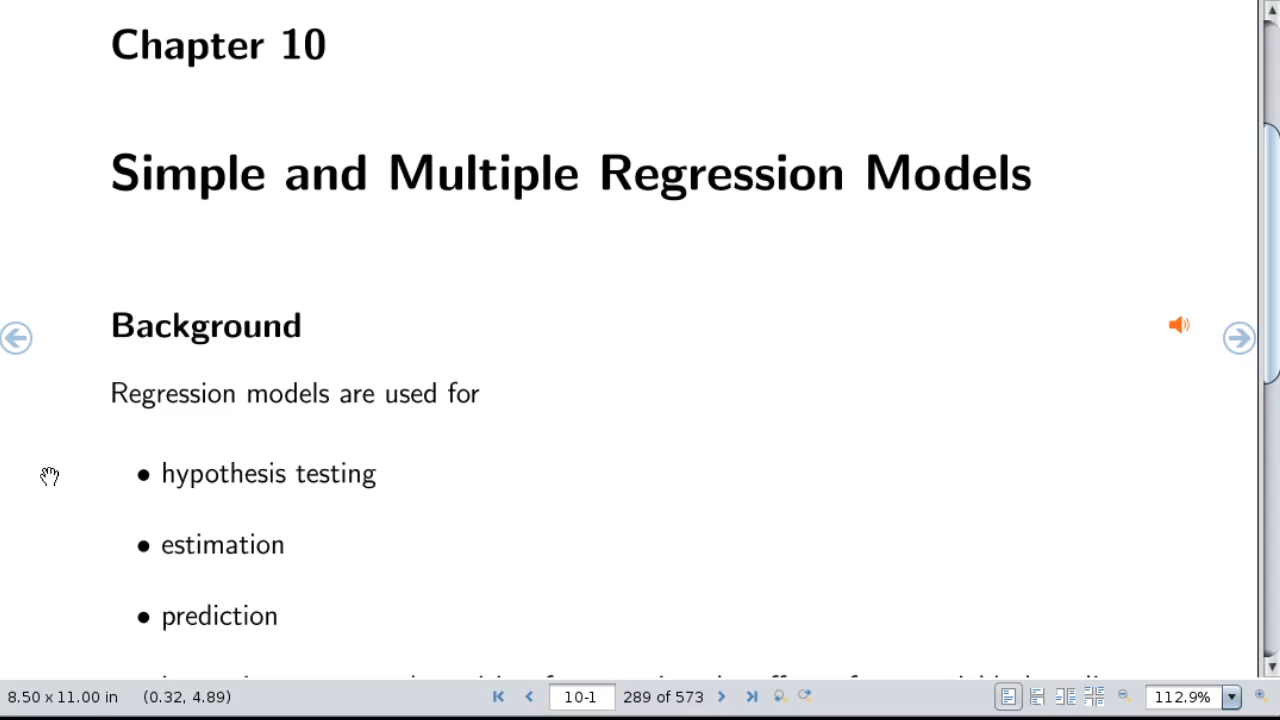 Chapter 10
Simple and Multiple Regression Models
Background
Regression models are used for
• hypothesis testing
• estimation
• prediction
8.50 x 11.00 in (0.32, 4.89) 10-1 289 of 573 112.9%